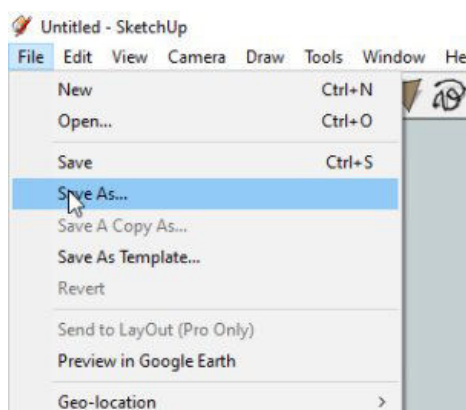 Untitled - SketchUp
File Edit View Camera Draw Tools Window He
New Ctrl+N
Open... Ctrl+O
Save Ctrl+S
Save As...
Save A Copy As...
Save As Template...
Revert
Send to LayOut (Pro Only)
Preview in Google Earth
Geo-location >